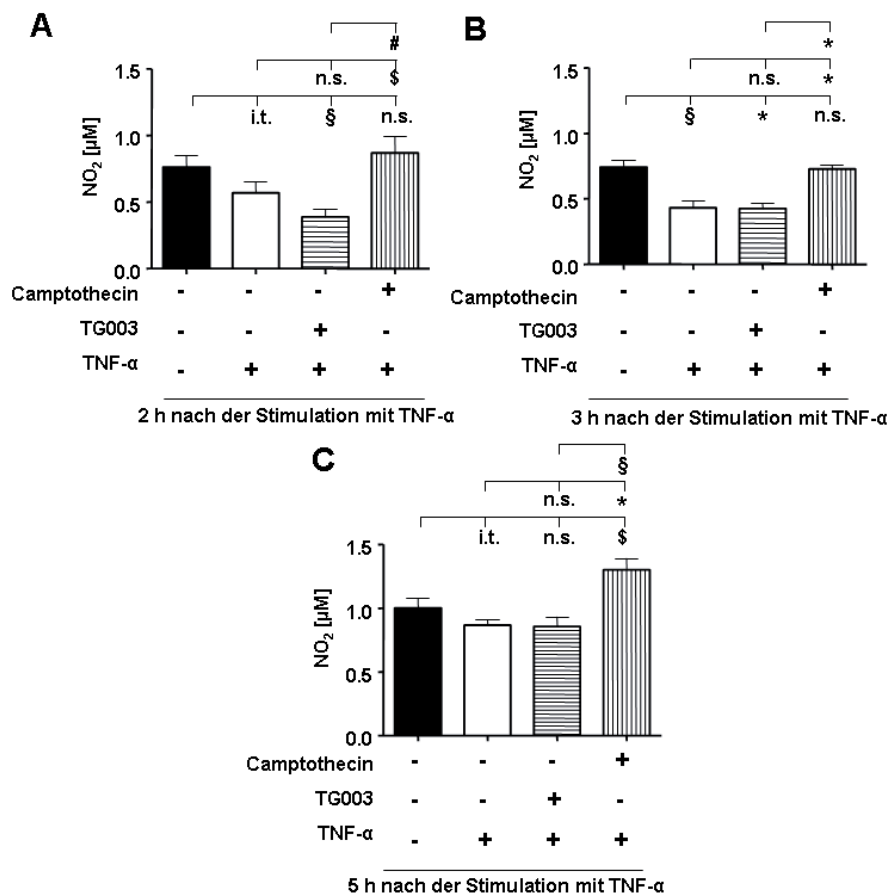 A
#
n.s. $
i.t. § n.s.
1.5
1.0
0.5
0.0
NO2 [µM]
Camptothecin - - - +
TG003 - - + -
TNF-α - + + +
2 h nach der Stimulation mit TNF-α
B
*
n.s. *
§ * n.s.
1.5
1.0
0.5
0.0
NO2 [µM]
Camptothecin - - - +
TG003 - - + -
TNF-α - + + +
3 h nach der Stimulation mit TNF-α
C
§
n.s. *
i.t. n.s. $
1.5
1.0
0.5
0.0
NO2 [µM]
Camptothecin - - - +
TG003 - - + -
TNF-α - + + +
5 h nach der Stimulation mit TNF-α